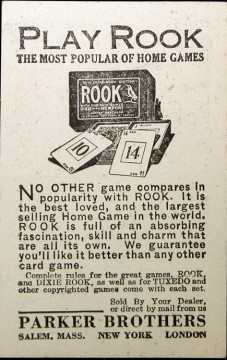 PLAY ROOK
THE MOST POPULAR OF HOME GAMES
ROOK
10
14
NO OTHER game compares in
popularity with ROOK. It is
the best loved, and the largest
selling Home Game in the world.
ROOK is full of an absorbing
fascination, skill and charm that
are all its own. We guarantee
you'll like it better than any other
card game.
Complete rules for the great games, ROOK,
and DIXIE ROOK, as well as for TUXEDO and
other copyrighted games come with each set.
Sold By Your Dealer,
or direct by mail from us
PARKER BROTHERS
SALEM, MASS. NEW YORK LONDON